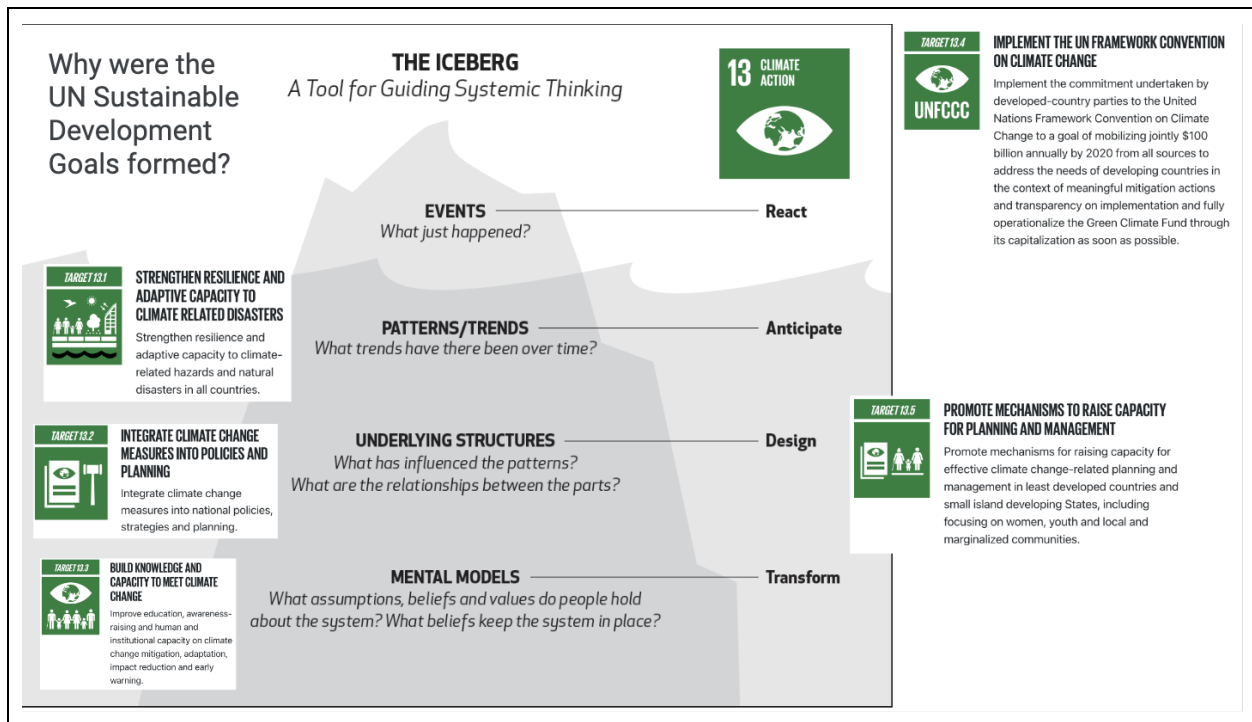 Why were the
UN Sustainable
Development
Goals formed?
THE ICEBERG
A Tool for Guiding Systemic Thinking
13 CLIMATE
ACTION
EVENTS
What just happened?
React
PATTERNS/TRENDS
What trends have there been over time?
Anticipate
UNDERLYING STRUCTURES
What has influenced the patterns?
What are the relationships between the parts?
Design
MENTAL MODELS
What assumptions, beliefs and values do people hold
about the system? What beliefs keep the system in place?
Transform
TARGET 13.1
STRENGTHEN RESILIENCE AND
ADAPTIVE CAPACITY TO
CLIMATE RELATED DISASTERS
Strengthen resilience and
adaptive capacity to climate-
related hazards and natural
disasters in all countries.
TARGET 13.2
INTEGRATE CLIMATE CHANGE
MEASURES INTO POLICIES AND
PLANNING
Integrate climate change
measures into national policies,
strategies and planning.
TARGET 13.3
BUILD KNOWLEDGE AND
CAPACITY TO MEET CLIMATE
CHANGE
Improve education, awareness-
raising and human and
institutional capacity on climate
change mitigation, adaptation,
impact reduction and early
warning.
TARGET 13.4
UNFCCC
IMPLEMENT THE UN FRAMEWORK CONVENTION
ON CLIMATE CHANGE
Implement the commitment undertaken by
developed-country parties to the United
Nations Framework Convention on Climate
Change to a goal of mobilizing jointly $100
billion annually by 2020 from all sources to
address the needs of developing countries in
the context of meaningful mitigation actions
and transparency on implementation and fully
operationalize the Green Climate Fund through
its capitalization as soon as possible.
TARGET 13.5
PROMOTE MECHANISMS TO RAISE CAPACITY
FOR PLANNING AND MANAGEMENT
Promote mechanisms for raising capacity for
effective climate change-related planning and
management in least developed countries and
small island developing States, including
focusing on women, youth and local and
marginalized communities.